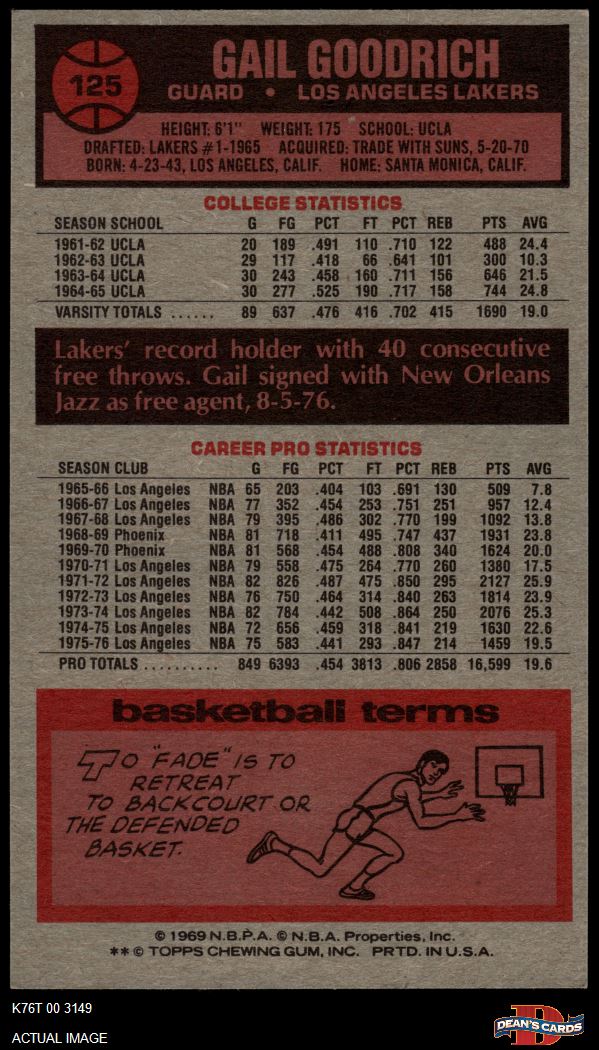 125
GAIL GOODRICH
GUARD • LOS ANGELES LAKERS
HEIGHT: 6'1" WEIGHT: 175 SCHOOL: UCLA
DRAFTED: LAKERS #1-1965 ACQUIRED: TRADE WITH SUNS, 5-20-70
BORN: 4-23-43, LOS ANGELES, CALIF. HOME: SANTA MONICA, CALIF.
COLLEGE STATISTICS
SEASON SCHOOL G FG PCT FT PCT REB PTS AVG
1961-62 UCLA 20 189 .491 110 .710 122 488 24.4
1962-63 UCLA 29 117 .418 66 .641 101 300 10.3
1963-64 UCLA 30 243 .458 160 .711 156 646 21.5
1964-65 UCLA 30 277 .525 190 .717 158 744 24.8
VARSITY TOTALS ...... 89 637 .476 416 .702 415 1690 19.0
Lakers' record holder with 40 consecutive
free throws. Gail signed with New Orleans
Jazz as free agent, 8-5-76.
CAREER PRO STATISTICS
SEASON CLUB G FG PCT FT PCT REB PTS AVG
1965-66 Los Angeles NBA 65 203 .404 103 .691 130 509 7.8
1966-67 Los Angeles NBA 77 352 .454 253 .751 251 957 12.4
1967-68 Los Angeles NBA 79 395 .486 302 .770 199 1092 13.8
1968-69 Phoenix NBA 81 718 .411 495 .747 437 1931 23.8
1969-70 Phoenix NBA 81 568 .454 488 .808 340 1624 20.0
1970-71 Los Angeles NBA 79 558 .475 264 .770 260 1380 17.5
1971-72 Los Angeles NBA 82 826 .487 475 .850 295 2127 25.9
1972-73 Los Angeles NBA 76 750 .464 314 .840 263 1814 23.9
1973-74 Los Angeles NBA 82 784 .442 508 .864 250 2076 25.3
1974-75 Los Angeles NBA 72 656 .459 318 .841 219 1630 22.6
1975-76 Los Angeles NBA 75 583 .441 293 .847 214 1459 19.5
PRO TOTALS .......... 849 6393 .454 3813 .806 2858 16,599 19.6
basketball terms
TO "FADE" IS TO
RETREAT
TO BACKCOURT OR
THE DEFENDED
BASKET.
© 1969 N.B.P.A. © N.B.A. Properties, Inc.
** © TOPPS CHEWING GUM, INC. PRTD. IN U.S.A.
K76T 00 3149
ACTUAL IMAGE
D
DEAN'S CARDS